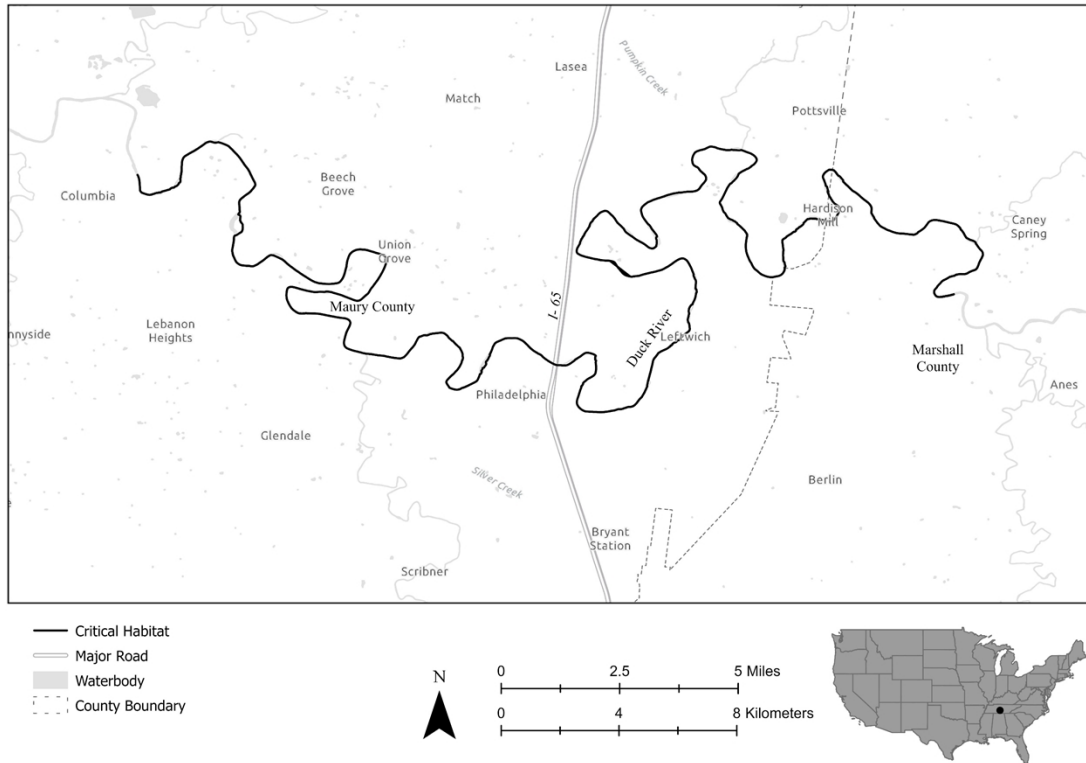 Lasea
Pumpkin Creek
Match
Pottsville
Columbia
Beech
Grove
Hardison
Mill
Caney
Spring
Union
Grove
I- 65
Maury County
Lebanon
Heights
nnyside
Duck River
Leftwich
Marshall
County
Philadelphia
Anes
Glendale
Silver Creek
Berlin
Bryant
Station
Scribner
Critical Habitat
Major Road
Waterbody
County Boundary
N
0 2.5 5 Miles
0 4 8 Kilometers